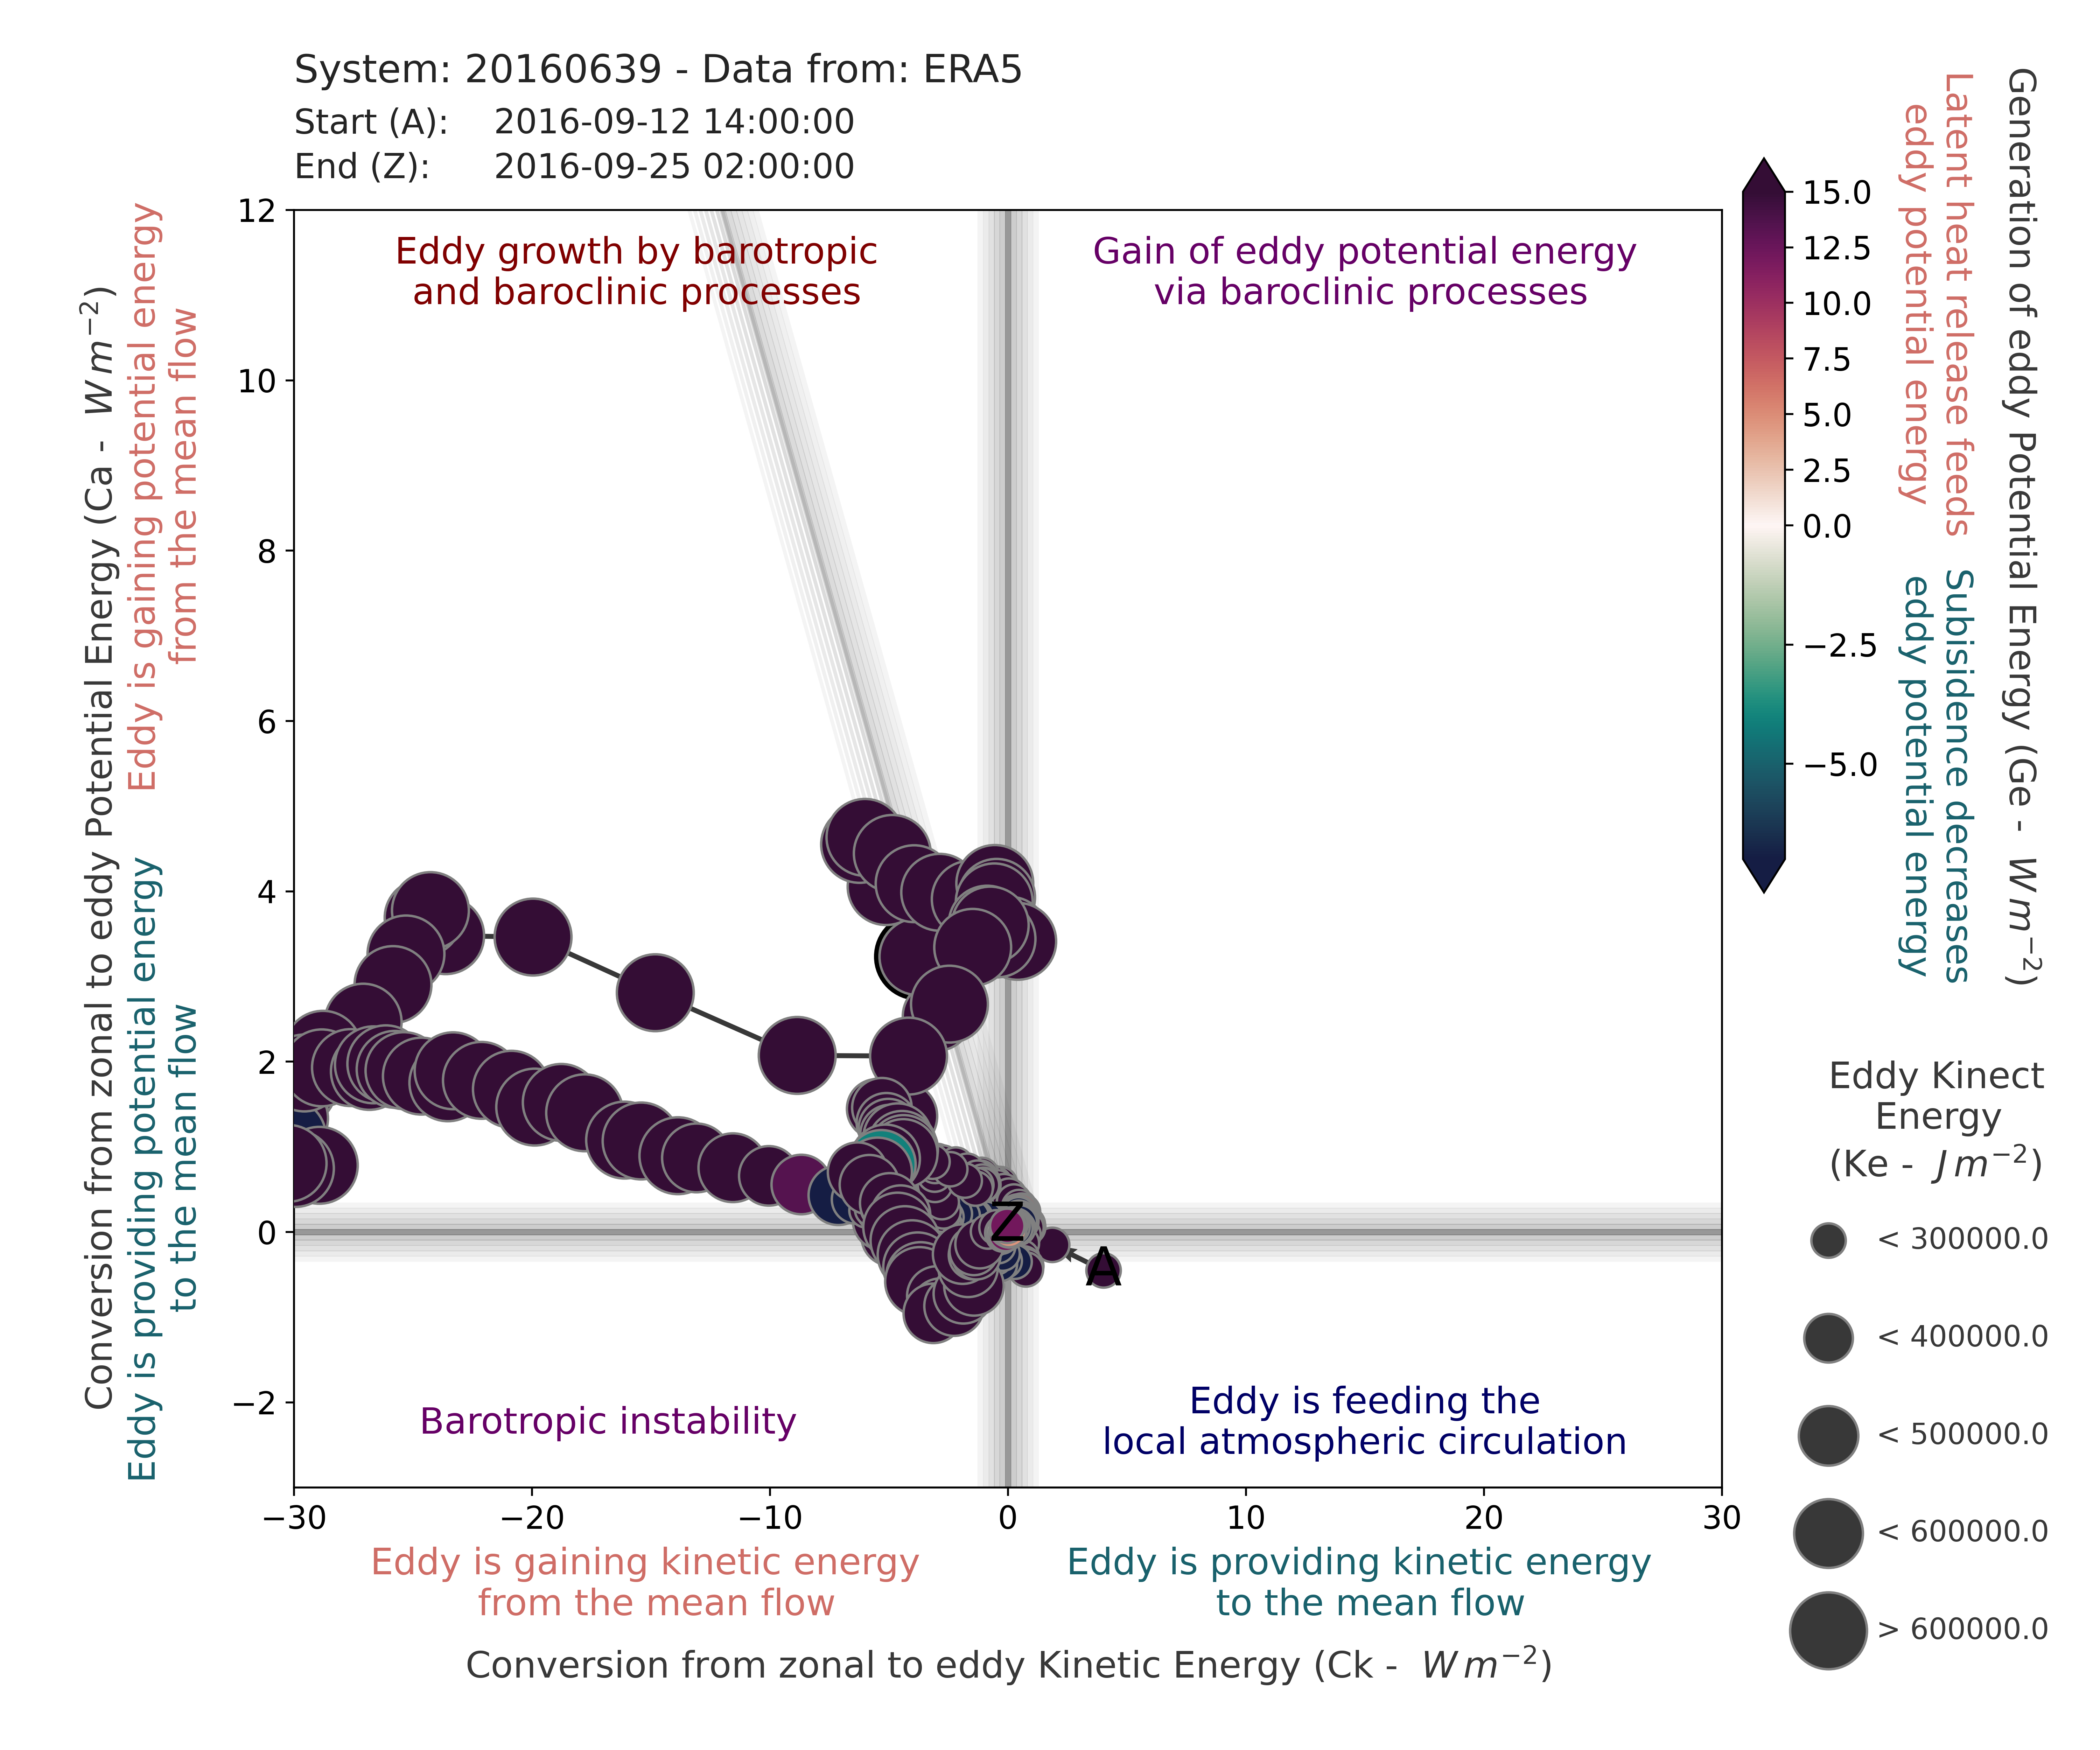 System: 20160639 - Data from: ERA5
Start (A): 2016-09-12 14:00:00
End (Z): 2016-09-25 02:00:00
Conversion from zonal to eddy Potential Energy (Ca - W m⁻²)
Eddy is gaining potential energy
from the mean flow
Eddy is providing potential energy
to the mean flow
12
10
8
6
4
2
0
−2
Eddy growth by barotropic
and baroclinic processes
Gain of eddy potential energy
via baroclinic processes
Z
A
Barotropic instability
Eddy is feeding the
local atmospheric circulation
−30
−20
−10
0
10
20
30
Eddy is gaining kinetic energy
from the mean flow
Eddy is providing kinetic energy
to the mean flow
Conversion from zonal to eddy Kinetic Energy (Ck - W m⁻²)
15.0
12.5
10.0
7.5
5.0
2.5
0.0
−2.5
−5.0
Latent heat release feeds
eddy potential energy
Subisidence decreases
eddy potential energy
Generation of eddy Potential Energy (Ge - W m⁻²)
Eddy Kinect
Energy
(Ke - J m⁻²)
< 300000.0
< 400000.0
< 500000.0
< 600000.0
> 600000.0